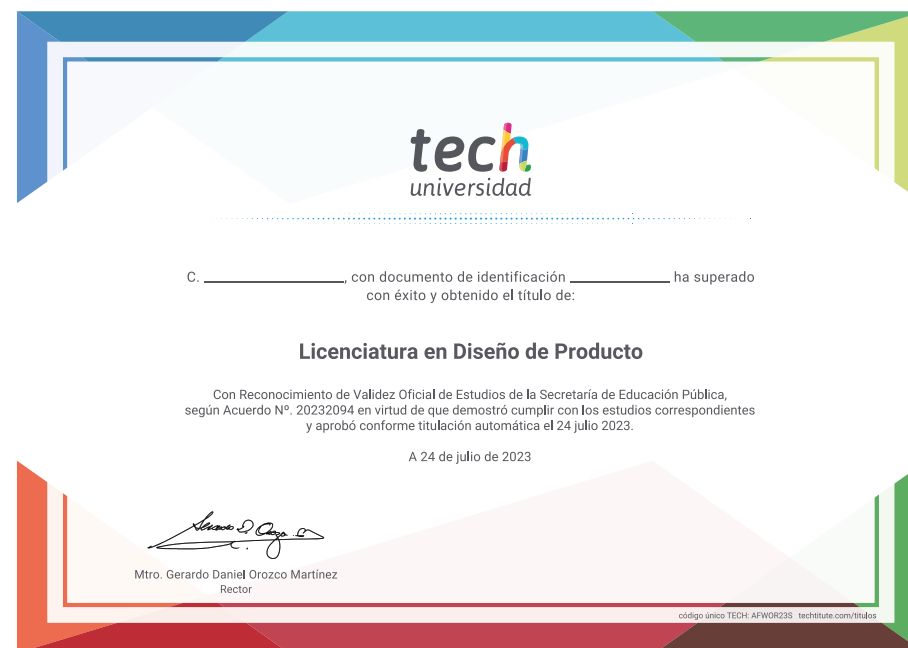 tech
universidad
C. ____________________, con documento de identificación ______________ ha superado
con éxito y obtenido el título de:
Licenciatura en Diseño de Producto
Con Reconocimiento de Validez Oficial de Estudios de la Secretaría de Educación Pública,
según Acuerdo Nº. 20232094 en virtud de que demostró cumplir con los estudios correspondientes
y aprobó conforme titulación automática el 24 julio 2023.
A 24 de julio de 2023
Mtro. Gerardo Daniel Orozco Martínez
Rector
código único TECH: AFWOR23S techtitute.com/titulos